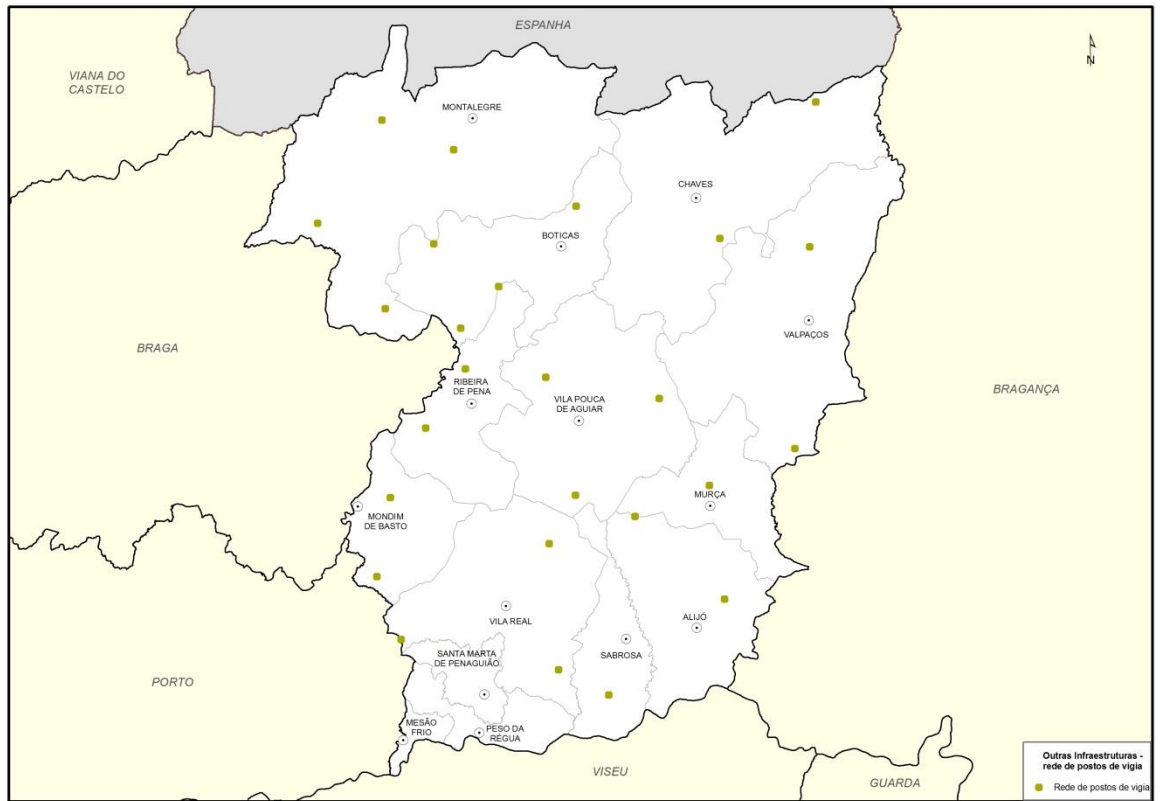 ESPANHA
N
VIANA DO
CASTELO
MONTALEGRE
CHAVES
BOTICAS
VALPAÇOS
BRAGA
RIBEIRA
DE PENA
VILA POUCA
DE AGUIAR
BRAGANÇA
MURÇA
MONDIM
DE BASTO
VILA REAL
ALIJÓ
SABROSA
SANTA MARTA
DE PENAGUIÃO
PORTO
MESÃO
FRIO
PESO DA
RÉGUA
VISEU
GUARDA
Outras Infraestruturas -
rede de postos de vigia
Rede de postos de vigia